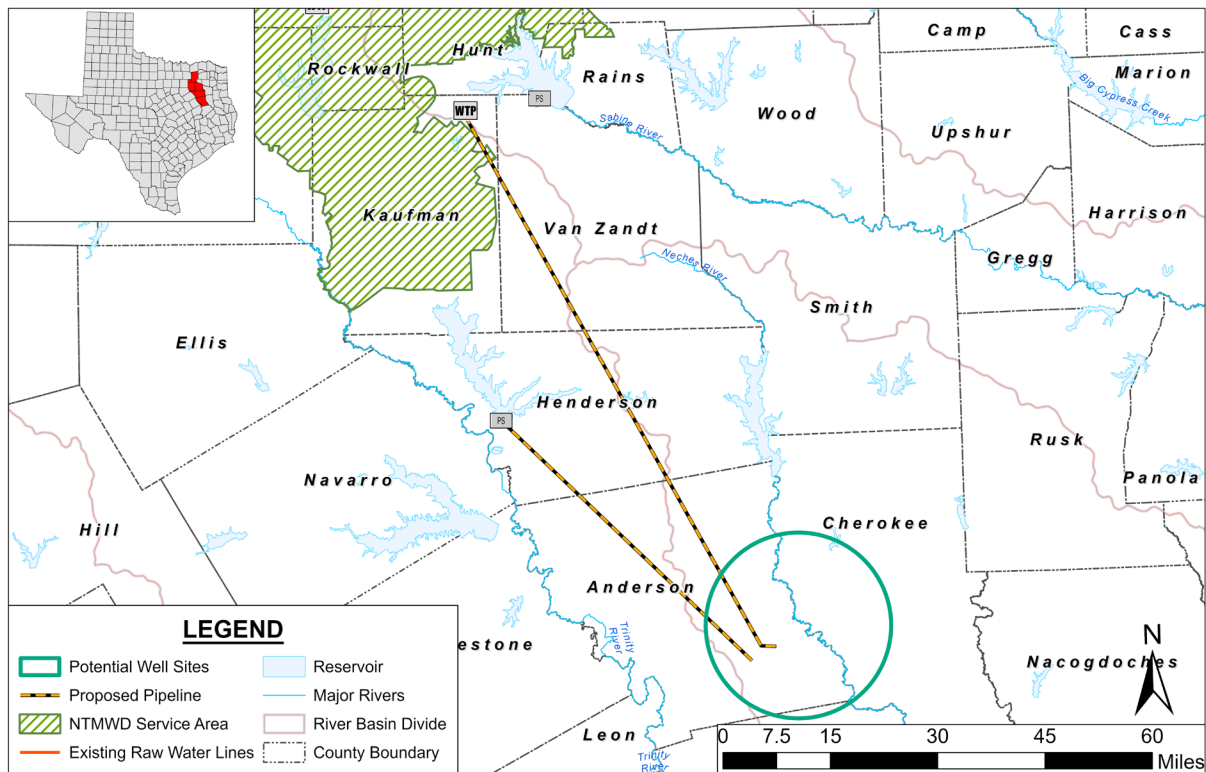 Hunt
Rockwall
Rains
Camp
Cass
Marion
Big Cypress Creek
PS
WTP
Sabine River
Wood
Upshur
Kaufman
Van Zandt
Harrison
Neches River
Gregg
Smith
Ellis
Henderson
PS
Rusk
Navarro
Panola
Hill
Cherokee
Anderson
Trinity
River
estone
Nacogdoches
Leon
Trinity
River
N
LEGEND
Potential Well Sites
Proposed Pipeline
NTMWD Service Area
Existing Raw Water Lines
Reservoir
Major Rivers
River Basin Divide
County Boundary
0 7.5 15 30 45 60
Miles